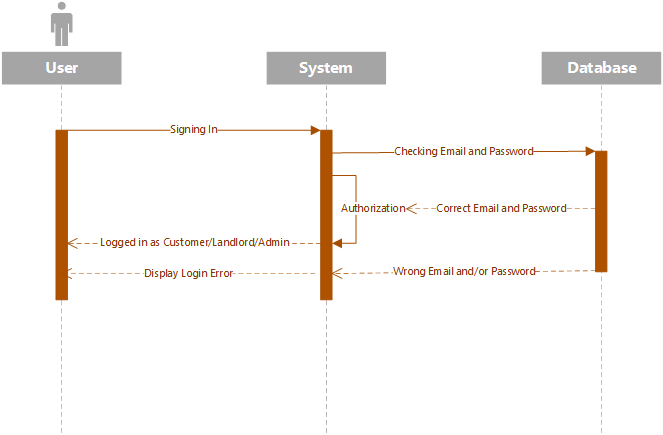 User
System
Database
Signing In
Checking Email and Password
Authorization
Correct Email and Password
Logged in as Customer/Landlord/Admin
Display Login Error
Wrong Email and/or Password